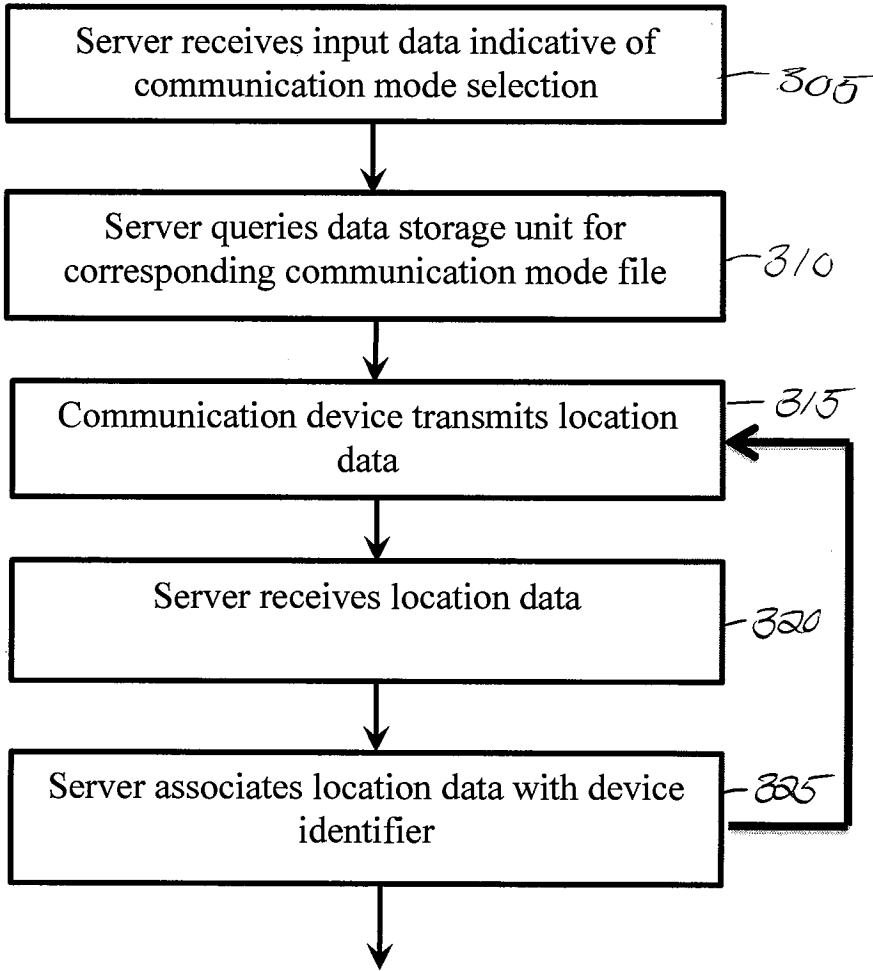 Server receives input data indicative of
communication mode selection
305
Server queries data storage unit for
corresponding communication mode file
310
Communication device transmits location
data
315
Server receives location data
320
Server associates location data with device
identifier
325